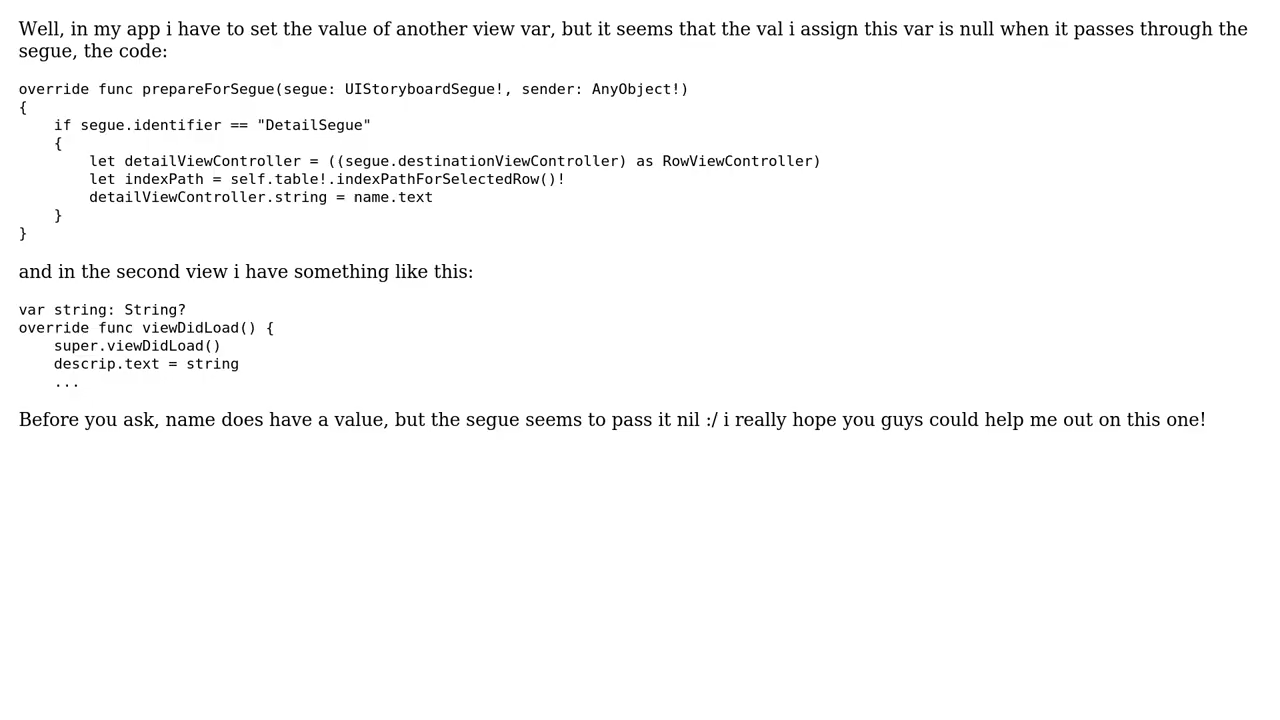 Well, in my app i have to set the value of another view var, but it seems that the val i assign this var is null when it passes through the
segue, the code:
override func prepareForSegue(segue: UIStoryboardSegue!, sender: AnyObject!)
{
    if segue.identifier == "DetailSegue"
    {
        let detailViewController = ((segue.destinationViewController) as RowViewController)
        let indexPath = self.table!.indexPathForSelectedRow()!
        detailViewController.string = name.text
    }
}
and in the second view i have something like this:
var string: String?
override func viewDidLoad() {
    super.viewDidLoad()
    descrip.text = string
    ...
Before you ask, name does have a value, but the segue seems to pass it nil :/ i really hope you guys could help me out on this one!